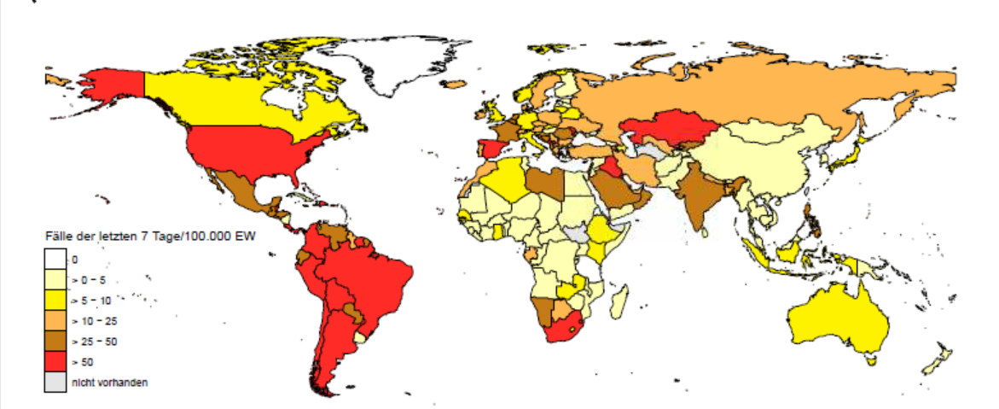 Fälle der letzten 7 Tage/100.000 EW
0
> 0 - 5
> 5 - 10
> 10 - 25
> 25 - 50
> 50
nicht vorhanden